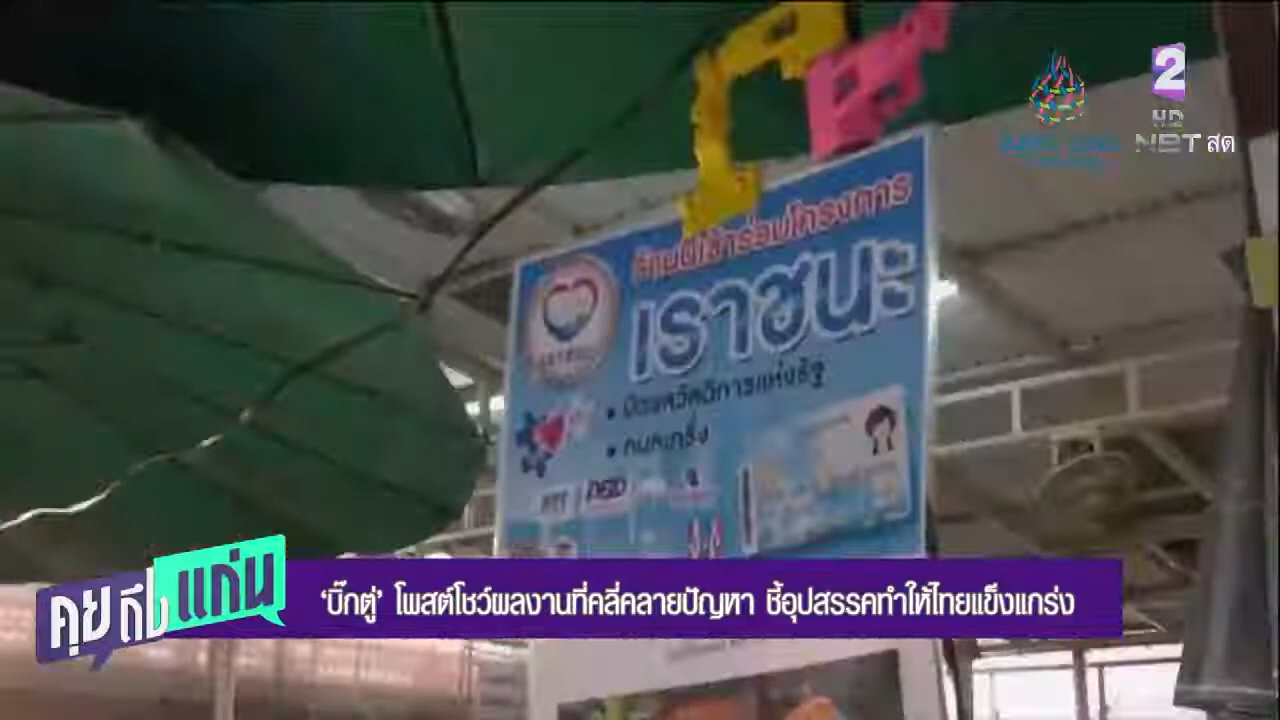 2
HD
NBT สด
ร้านนี้เข้าร่วมโครงการ
เราชนะ
• บัตรสวัสดิการแห่งรัฐ
• คนละครึ่ง
คุย ถึง แก่น
‘บิ๊กตู่’ โพสต์โชว์ผลงานที่คลี่คลายปัญหา ชี้อุปสรรคทำให้ไทยแข็งแกร่ง